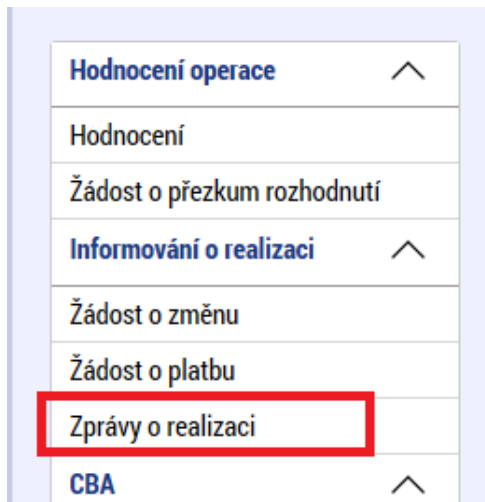 Hodnocení operace
Hodnocení
Žádost o přezkum rozhodnutí
Informování o realizaci
Žádost o změnu
Žádost o platbu
Zprávy o realizaci
CBA